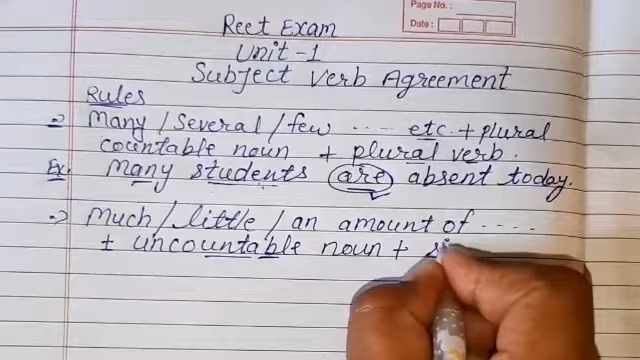 Page No.:
Date:
Reet Exam
Unit-1
Subject Verb Agreement
Rules
=> Many / Several / few ---- etc. + plural
countable noun + plural verb.
Ex. Many students are absent today.
=> Much / little / an amount of ----
± uncountable noun + si